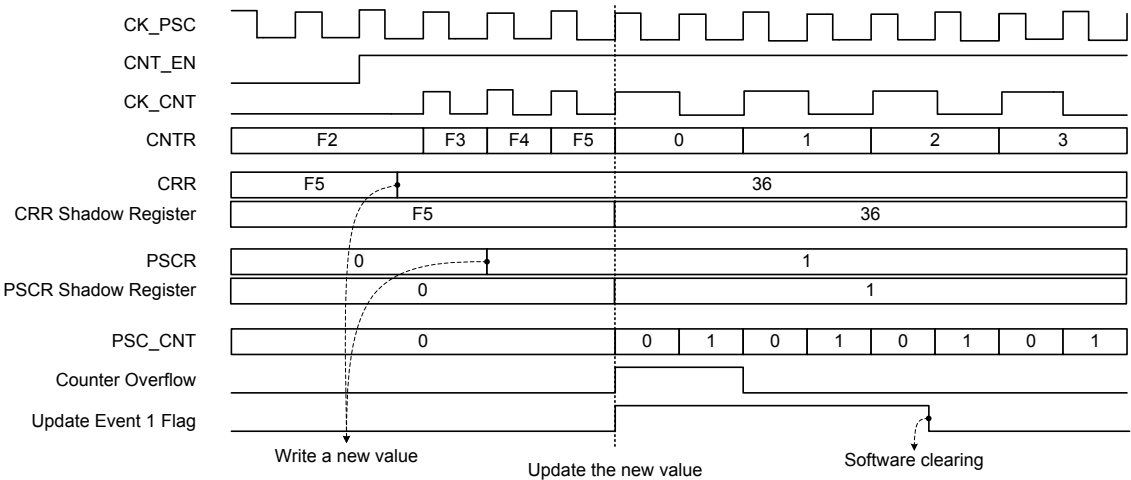 CK_PSC
CNT_EN
CK_CNT
CNTR F2 F3 F4 F5 0 1 2 3
CRR F5 36
CRR Shadow Register F5 36
PSCR 0 1
PSCR Shadow Register 0 1
PSC_CNT 0 0 1 0 1 0 1 0 1
Counter Overflow
Update Event 1 Flag
Write a new value Update the new value Software clearing